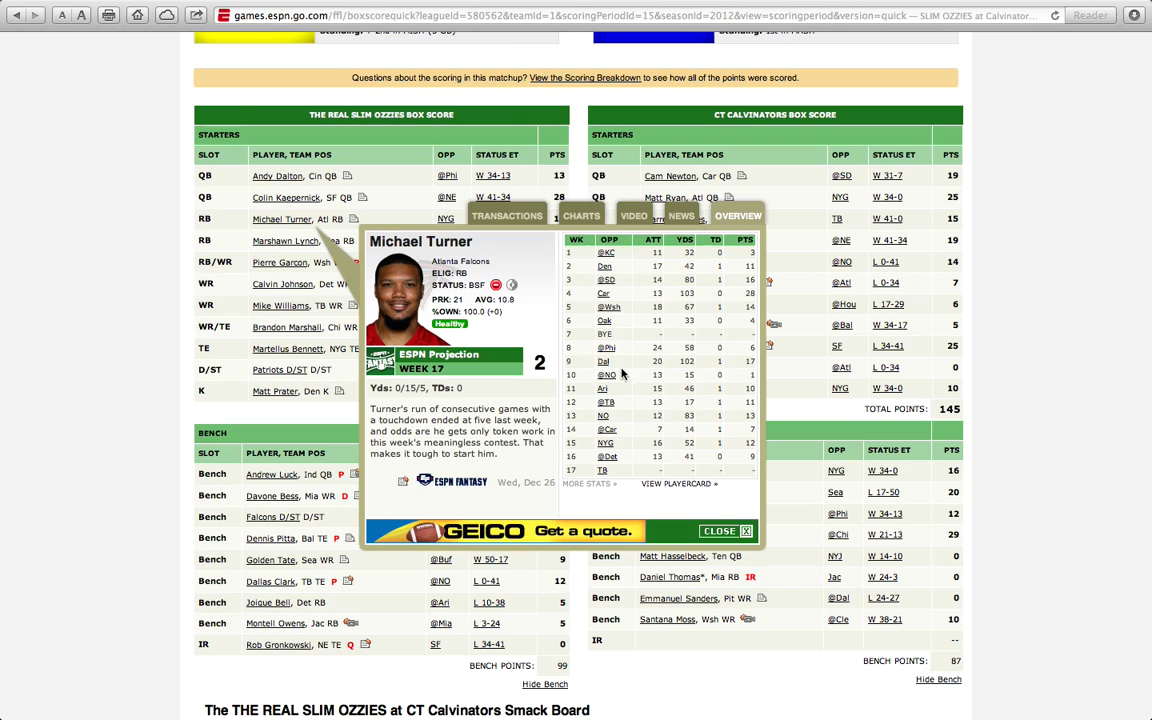 games.espn.go.com/ffl/boxscorequick?leagueId=580562&teamId=1&scoringPeriodId=15&seasonId=2012&view=scoringperiod&version=quick — SLIM OZZIES at Calvinator...
Reader
A A
Questions about the scoring in this matchup? View the Scoring Breakdown to see how all of the points were scored.
THE REAL SLIM OZZIES BOX SCORE
STARTERS
SLOT PLAYER, TEAM POS OPP STATUS ET PTS
QB Andy Dalton, Cin QB @Phi W 34-13 13
QB Colin Kaepernick, SF QB @NE W 41-34 28
RB Michael Turner, Atl RB NYG
RB Marshawn Lynch, RB
RB/WR Pierre Garcon, Wsh
WR Calvin Johnson, Det WR
WR Mike Williams, TB WR
WR/TE Brandon Marshall, Chi WR
TE Martellus Bennett, NYG TE
D/ST Patriots D/ST D/ST
K Matt Prater, Den K
BENCH
SLOT PLAYER, TEAM POS
Bench Andrew Luck, Ind QB P
Bench Davone Bess, Mia WR D
Bench Falcons D/ST D/ST
Bench Dennis Pitta, Bal TE P
Bench Golden Tate, Sea WR @Buf W 50-17 9
Bench Dallas Clark, TB TE P @NO L 0-41 12
Bench Joique Bell, Det RB @Ari L 10-38 5
Bench Montell Owens, Jac RB @Mia L 3-24 5
IR Rob Gronkowski, NE TE Q SF L 34-41 0
BENCH POINTS: 99
Hide Bench
CT CALVINATORS BOX SCORE
STARTERS
SLOT PLAYER, TEAM POS OPP STATUS ET PTS
QB Cam Newton, Car QB @SD W 31-7 19
QB Matt Ryan, Atl QB NYG W 34-0 25
TB W 41-0 15
@NE W 41-34 19
@NO L 0-41 14
@Atl L 0-34 7
@Hou L 17-29 6
@Bal W 34-17 5
SF L 34-41 25
@Atl L 0-34 0
NYG W 34-0 10
TOTAL POINTS: 145
OPP STATUS ET PTS
NYG W 34-0 16
Sea L 17-50 20
@Phi W 34-13 12
@Chi W 21-13 29
Bench Matt Hasselbeck, Ten QB NYJ W 14-10 0
Bench Daniel Thomas*, Mia RB IR Jac W 24-3 0
Bench Emmanuel Sanders, Pit WR @Dal L 24-27 0
Bench Santana Moss, Wsh WR @Cle W 38-21 10
IR --
BENCH POINTS: 87
Hide Bench
TRANSACTIONS CHARTS VIDEO NEWS OVERVIEW
Michael Turner
Atlanta Falcons
ELIG: RB
STATUS: BSF
PRK: 21 AVG: 10.8
%OWN: 100.0 (+0)
Healthy
ESPN FANTASY
ESPN Projection
WEEK 17
2
Yds: 0/15/5, TDs: 0
Turner's run of consecutive games with
a touchdown ended at five last week,
and odds are he gets only token work in
this week's meaningless contest. That
makes it tough to start him.
ESPN FANTASY Wed, Dec 26
WK OPP ATT YDS TD PTS
1 @KC 11 32 0 3
2 Den 17 42 1 11
3 @SD 14 80 1 16
4 Car 13 103 0 28
5 @Wsh 18 67 1 14
6 Oak 11 33 0 4
7 BYE - - - -
8 @Phi 24 58 0 6
9 Dal 20 102 1 17
10 @NO 13 15 0 1
11 Ari 15 46 1 10
12 @TB 13 17 1 11
13 NO 12 83 1 13
14 @Car 7 14 1 7
15 NYG 16 52 1 12
16 @Det 13 41 0 9
17 TB - - - -
MORE STATS » VIEW PLAYERCARD »
GEICO Get a quote.
CLOSE X
The THE REAL SLIM OZZIES at CT Calvinators Smack Board